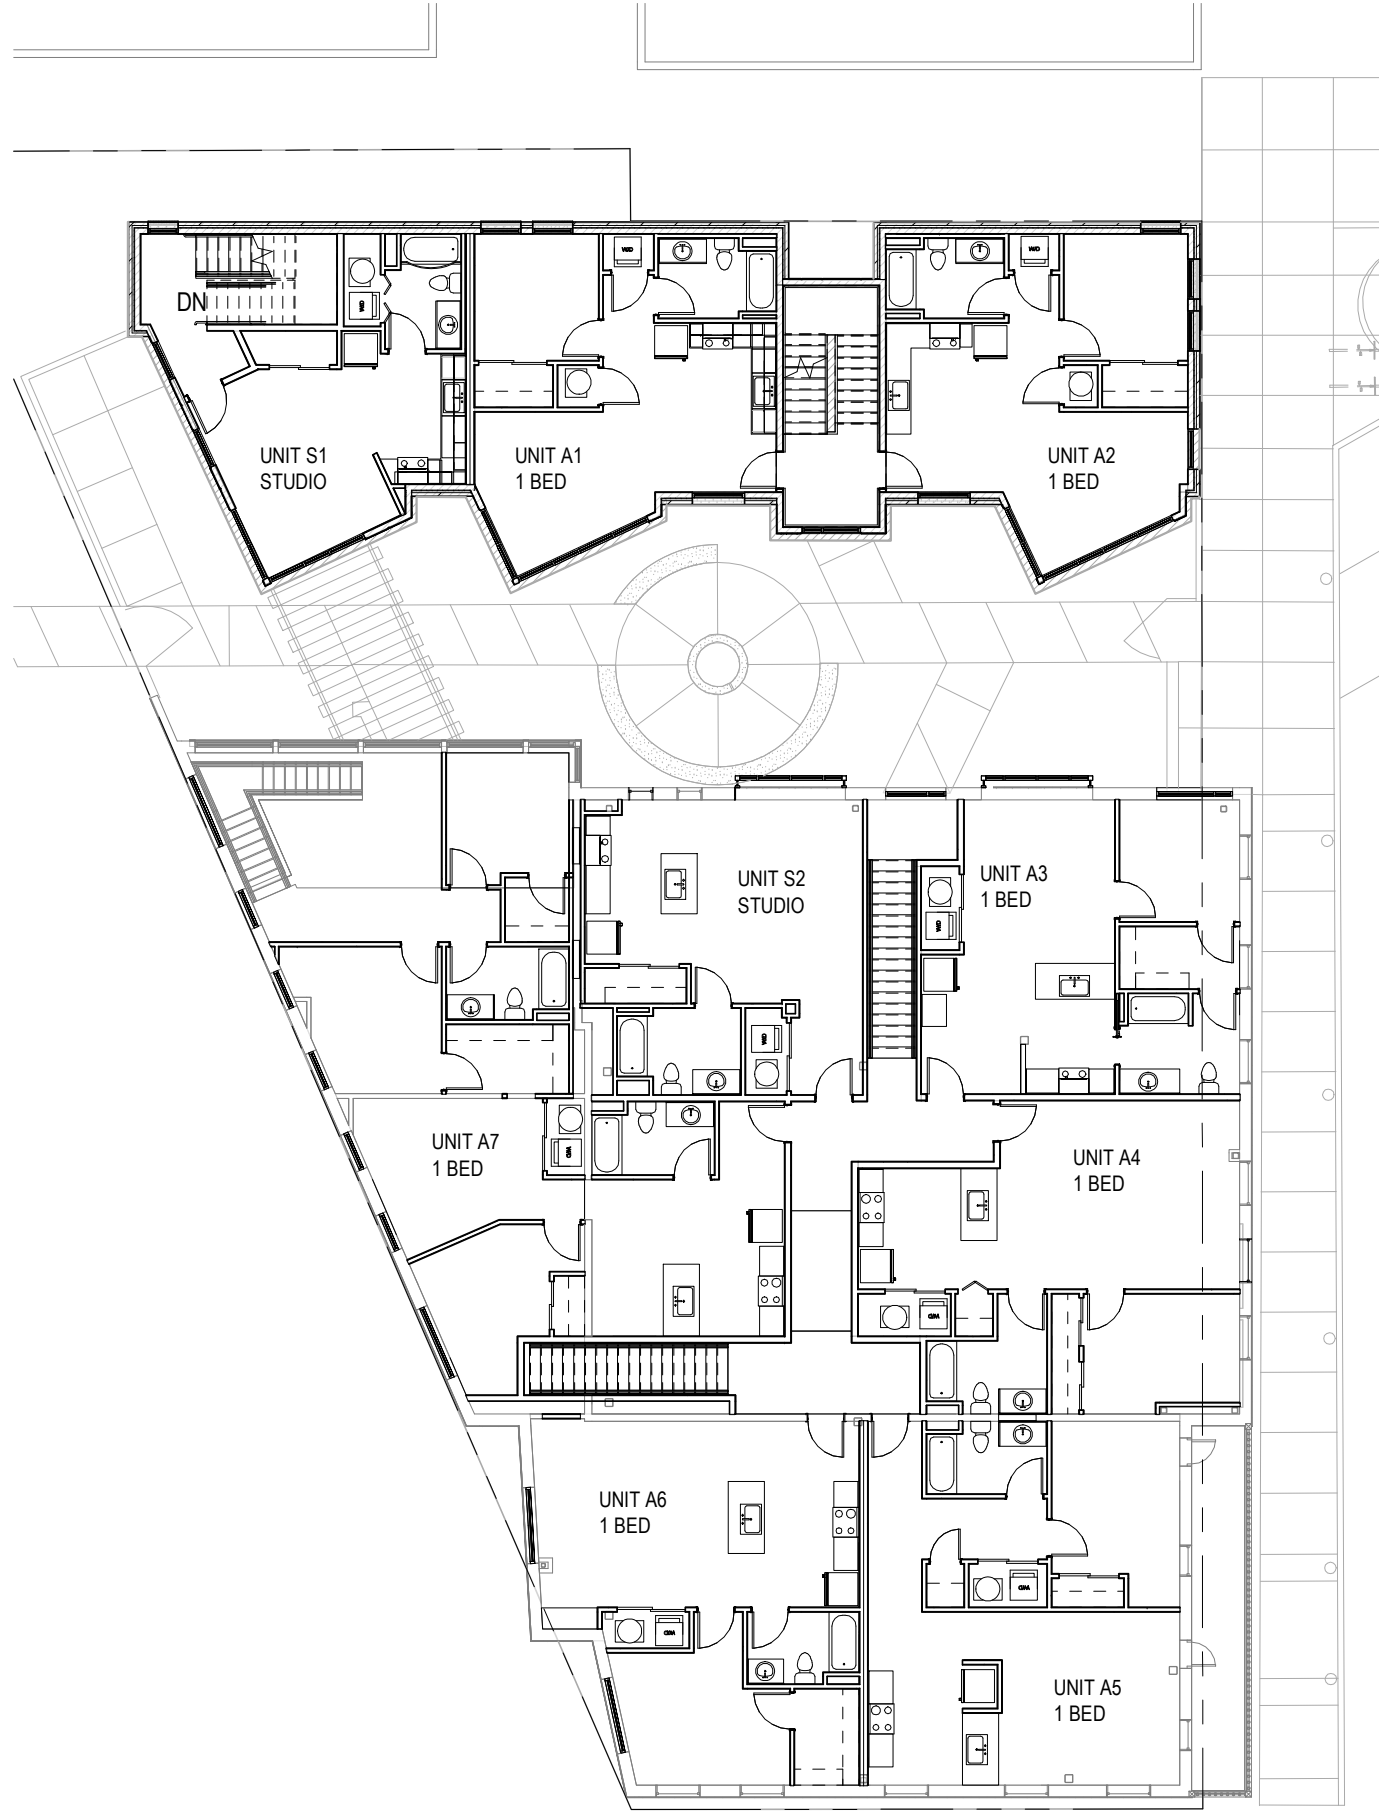 W/D
W/D
DN
W/D
UNIT S1
STUDIO
UNIT A1
1 BED
UNIT A2
1 BED
UNIT S2
STUDIO
UNIT A3
1 BED
W/D
W/D
UNIT A7
1 BED
W/D
UNIT A4
1 BED
W/D
UNIT A6
1 BED
W/D
W/D
UNIT A5
1 BED